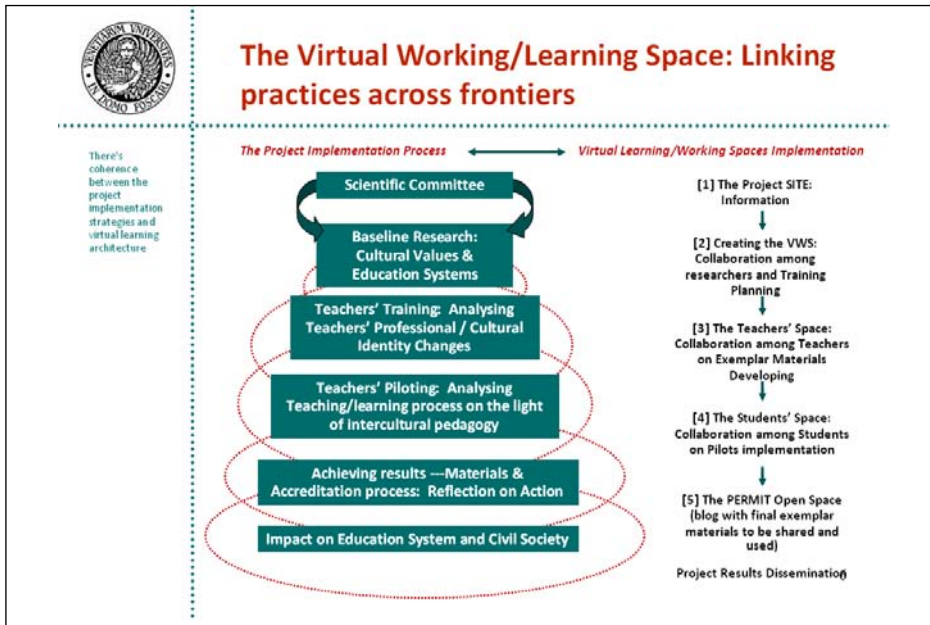 VENETIARUM UNIVERSITAS
IN DOMO FOSCARI
The Virtual Working/Learning Space: Linking
practices across frontiers
There's
coherence
between the
project
implementation
strategies and
virtual learning
architecture
The Project Implementation Process
Virtual Learning/Working Spaces Implementation
Scientific Committee
Baseline Research:
Cultural Values &
Education Systems
Teachers' Training: Analysing
Teachers' Professional / Cultural
Identity Changes
Teachers' Piloting: Analysing
Teaching/learning process on the light
of intercultural pedagogy
Achieving results ---Materials &
Accreditation process: Reflection on Action
Impact on Education System and Civil Society
[1] The Project SITE:
Information
[2] Creating the VWS:
Collaboration among
researchers and Training
Planning
[3] The Teachers' Space:
Collaboration among Teachers
on Exemplar Materials
Developing
[4] The Students' Space:
Collaboration among Students
on Pilots implementation
[5] The PERMIT Open Space
(blog with final exemplar
materials to be shared and
used)
Project Results Dissemination